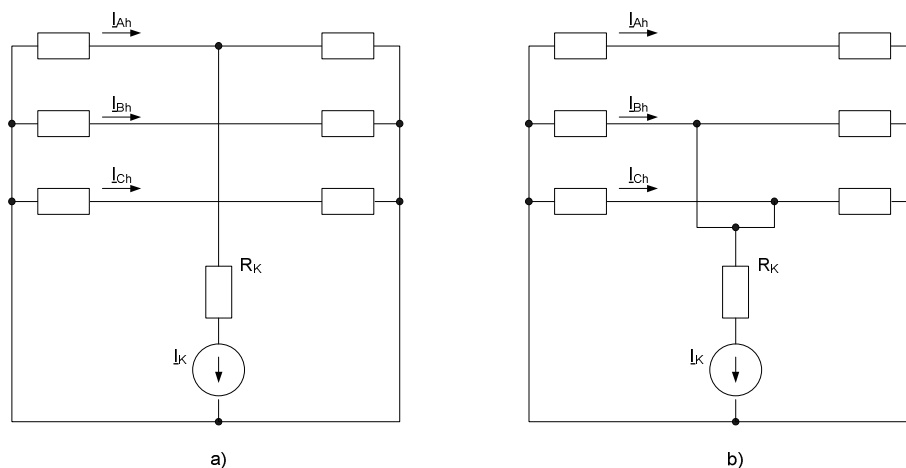 I_Ah
I_Bh
I_Ch
R_K
I_K
a)
I_Ah
I_Bh
I_Ch
R_K
I_K
b)